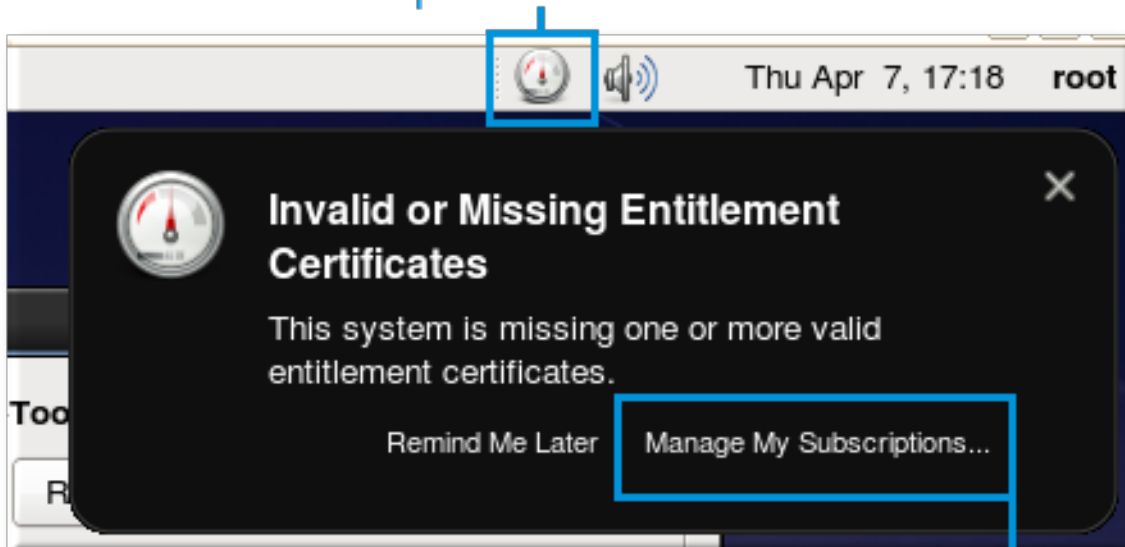 Thu Apr 7, 17:18 root
Invalid or Missing Entitlement
Certificates
This system is missing one or more valid
entitlement certificates.
Too
Remind Me Later Manage My Subscriptions...
R